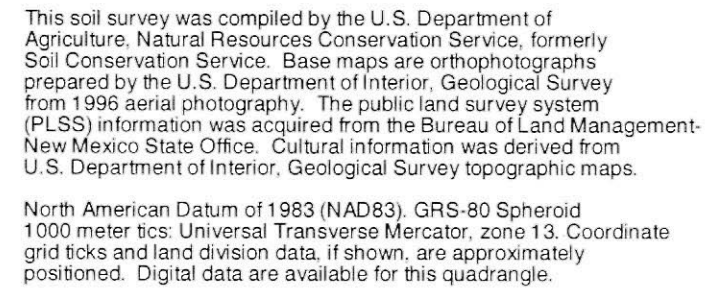 This soil survey was compiled by the U.S. Department of
Agriculture, Natural Resources Conservation Service, formerly
Soil Conservation Service.  Base maps are orthophotographs
prepared by the U.S. Department of Interior, Geological Survey
from 1996 aerial photography.  The public land survey system
(PLSS) information was acquired from the Bureau of Land Management-
New Mexico State Office.  Cultural information was derived from
U.S. Department of Interior, Geological Survey topographic maps.

North American Datum of 1983 (NAD83). GRS-80 Spheroid
1000 meter tics: Universal Transverse Mercator, zone 13. Coordinate
grid ticks and land division data, if shown, are approximately
positioned.  Digital data are available for this quadrangle.